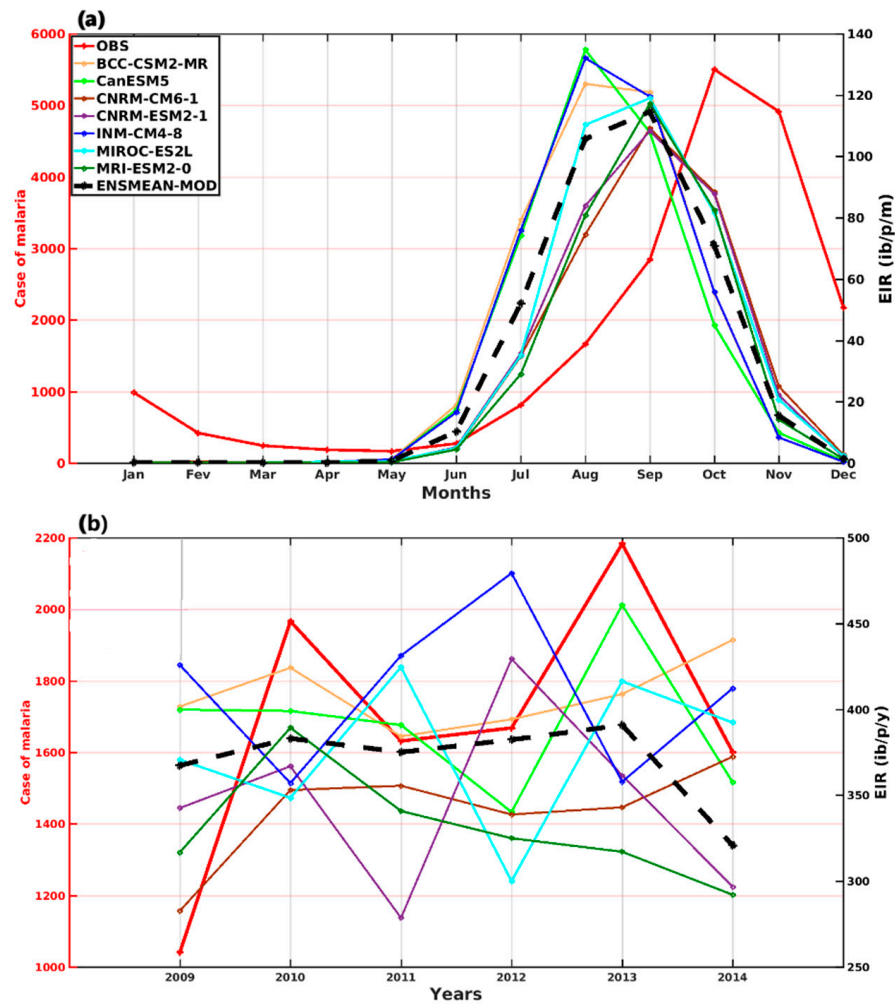 (a)
6000
5000
4000
3000
2000
1000
0
Case of malaria
OBS
BCC-CSM2-MR
CanESM5
CNRM-CM6-1
CNRM-ESM2-1
INM-CM4-8
MIROC-ES2L
MRI-ESM2-0
ENSMEAN-MOD
140
120
100
80
60
40
20
0
EIR (ib/p/m)
Jan Fev Mar Apr May Jun Jul Aug Sep Oct Nov Dec
Months
(b)
2200
2000
1800
1600
1400
1200
1000
Case of malaria
500
450
400
350
300
250
EIR (ib/p/y)
2009 2010 2011 2012 2013 2014
Years